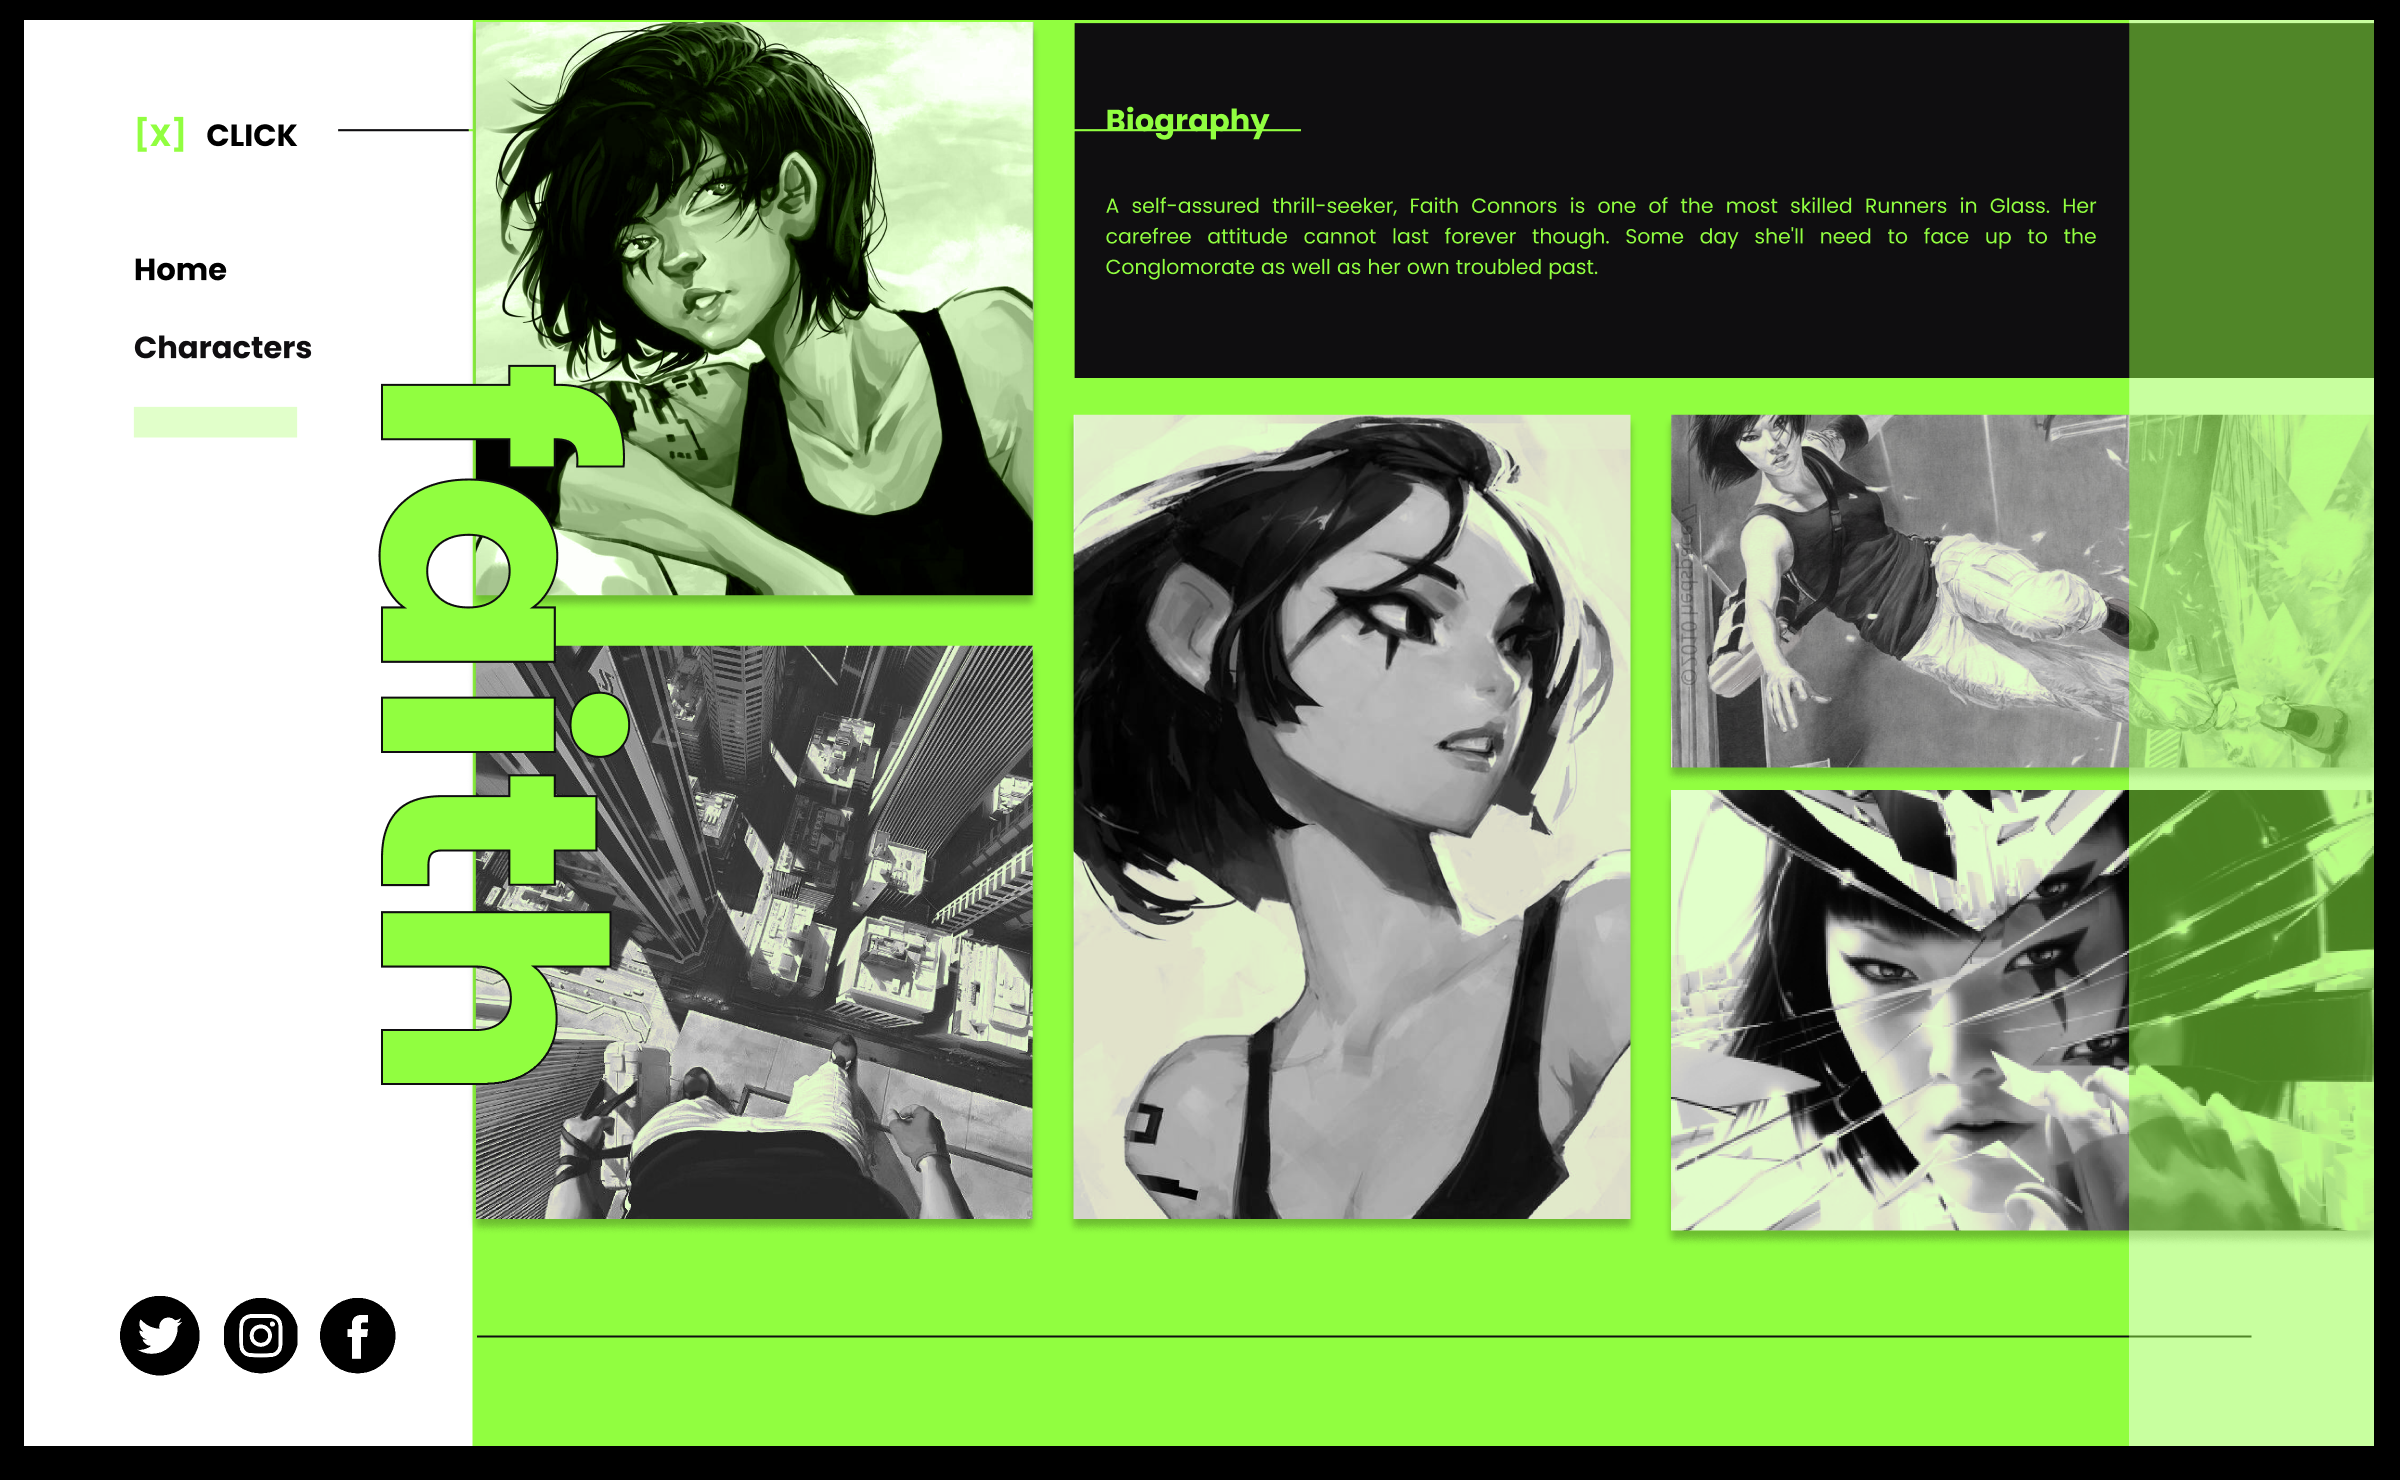 [X] CLICK
Home
Characters
faith
Biography
A self-assured thrill-seeker, Faith Connors is one of the most skilled Runners in Glass. Her
carefree attitude cannot last forever though. Some day she'll need to face up to the
Conglomorate as well as her own troubled past.
©2010 hedspace//